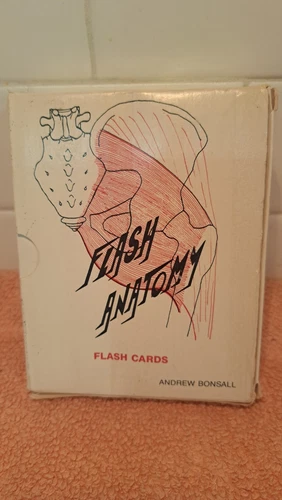 FLASH
ANATOMY
FLASH CARDS
ANDREW BONSALL